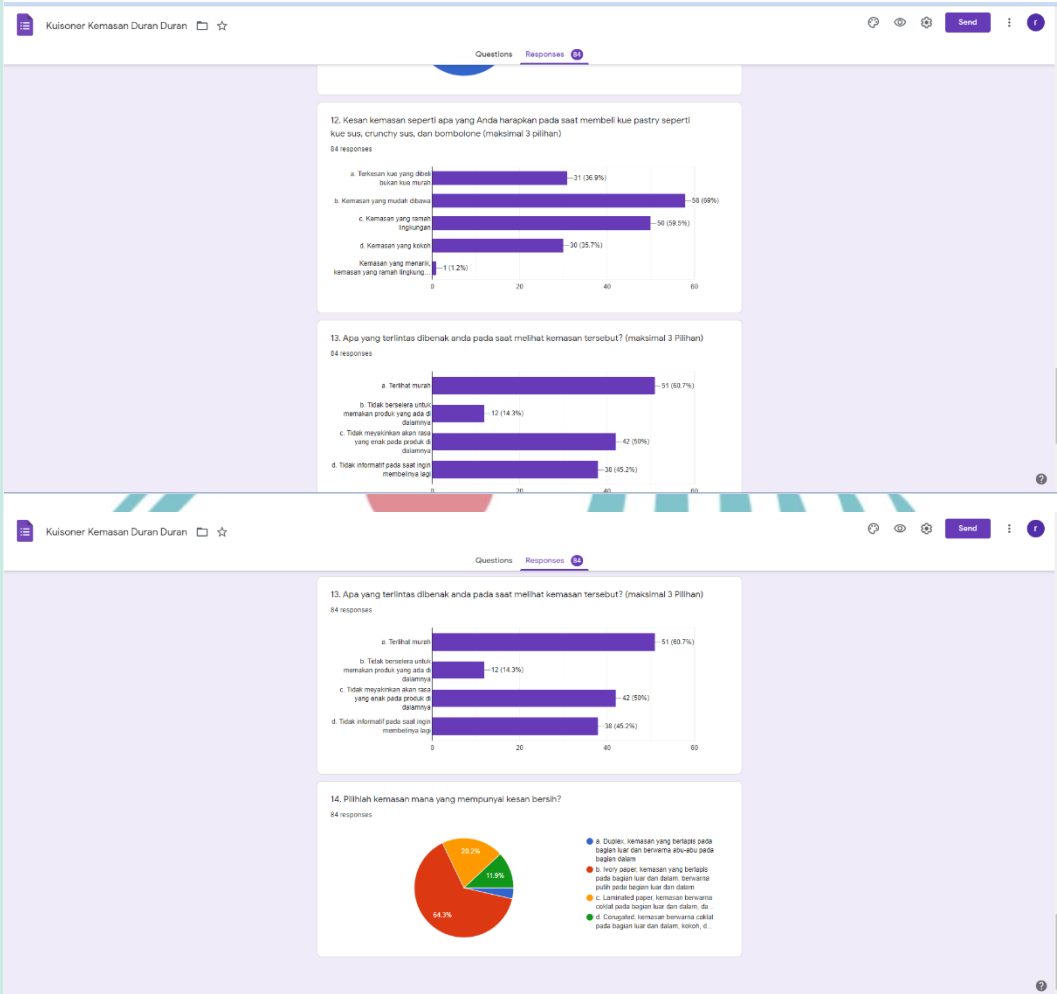 Kuisoner Kemasan Duran Duran
Send
r
Questions Responses 84
12. Kesan kemasan seperti apa yang Anda harapkan pada saat membeli kue pastry seperti
kue sus, crunchy sus, dan bombolone (maksimal 3 pilihan)
84 responses
a. Terkesan kue yang dibeli
bukan kue murah
31 (36.9%)
b. Kemasan yang mudah dibawa
58 (69%)
c. Kemasan yang ramah
lingkungan
50 (59.5%)
d. Kemasan yang kokoh
30 (35.7%)
Kemasan yang menarik,
kemasan yang ramah lingkung...
1 (1.2%)
0 20 40 60
13. Apa yang terlintas dibenak anda pada saat melihat kemasan tersebut? (maksimal 3 Pilihan)
84 responses
a. Terlihat murah
51 (60.7%)
b. Tidak berselera untuk
memakan produk yang ada di
dalamnya
12 (14.3%)
c. Tidak meyakinkan akan rasa
yang enak pada produk di
dalamnya
42 (50%)
d. Tidak informatif pada saat ingin
membelinya lagi
38 (45.2%)
0 20 40 60
Kuisoner Kemasan Duran Duran
Send
r
Questions Responses 84
13. Apa yang terlintas dibenak anda pada saat melihat kemasan tersebut? (maksimal 3 Pilihan)
84 responses
a. Terlihat murah
51 (60.7%)
b. Tidak berselera untuk
memakan produk yang ada di
dalamnya
12 (14.3%)
c. Tidak meyakinkan akan rasa
yang enak pada produk di
dalamnya
42 (50%)
d. Tidak informatif pada saat ingin
membelinya lagi
38 (45.2%)
0 20 40 60
14. Pilihlah kemasan mana yang mempunyai kesan bersih?
84 responses
20.2%
11.9%
64.3%
a. Duplex, kemasan yang berlapis pada
bagian luar dan berwarna abu-abu pada
bagian dalam
b. Ivory paper, kemasan yang berlapis
pada bagian luar dan dalam, berwarna
putih pada bagian luar dan dalam
c. Laminated paper, kemasan berwarna
coklat pada bagian luar dan dalam, da...
d. Corugated, kemasan berwarna coklat
pada bagian luar dan dalam, kokoh, d...